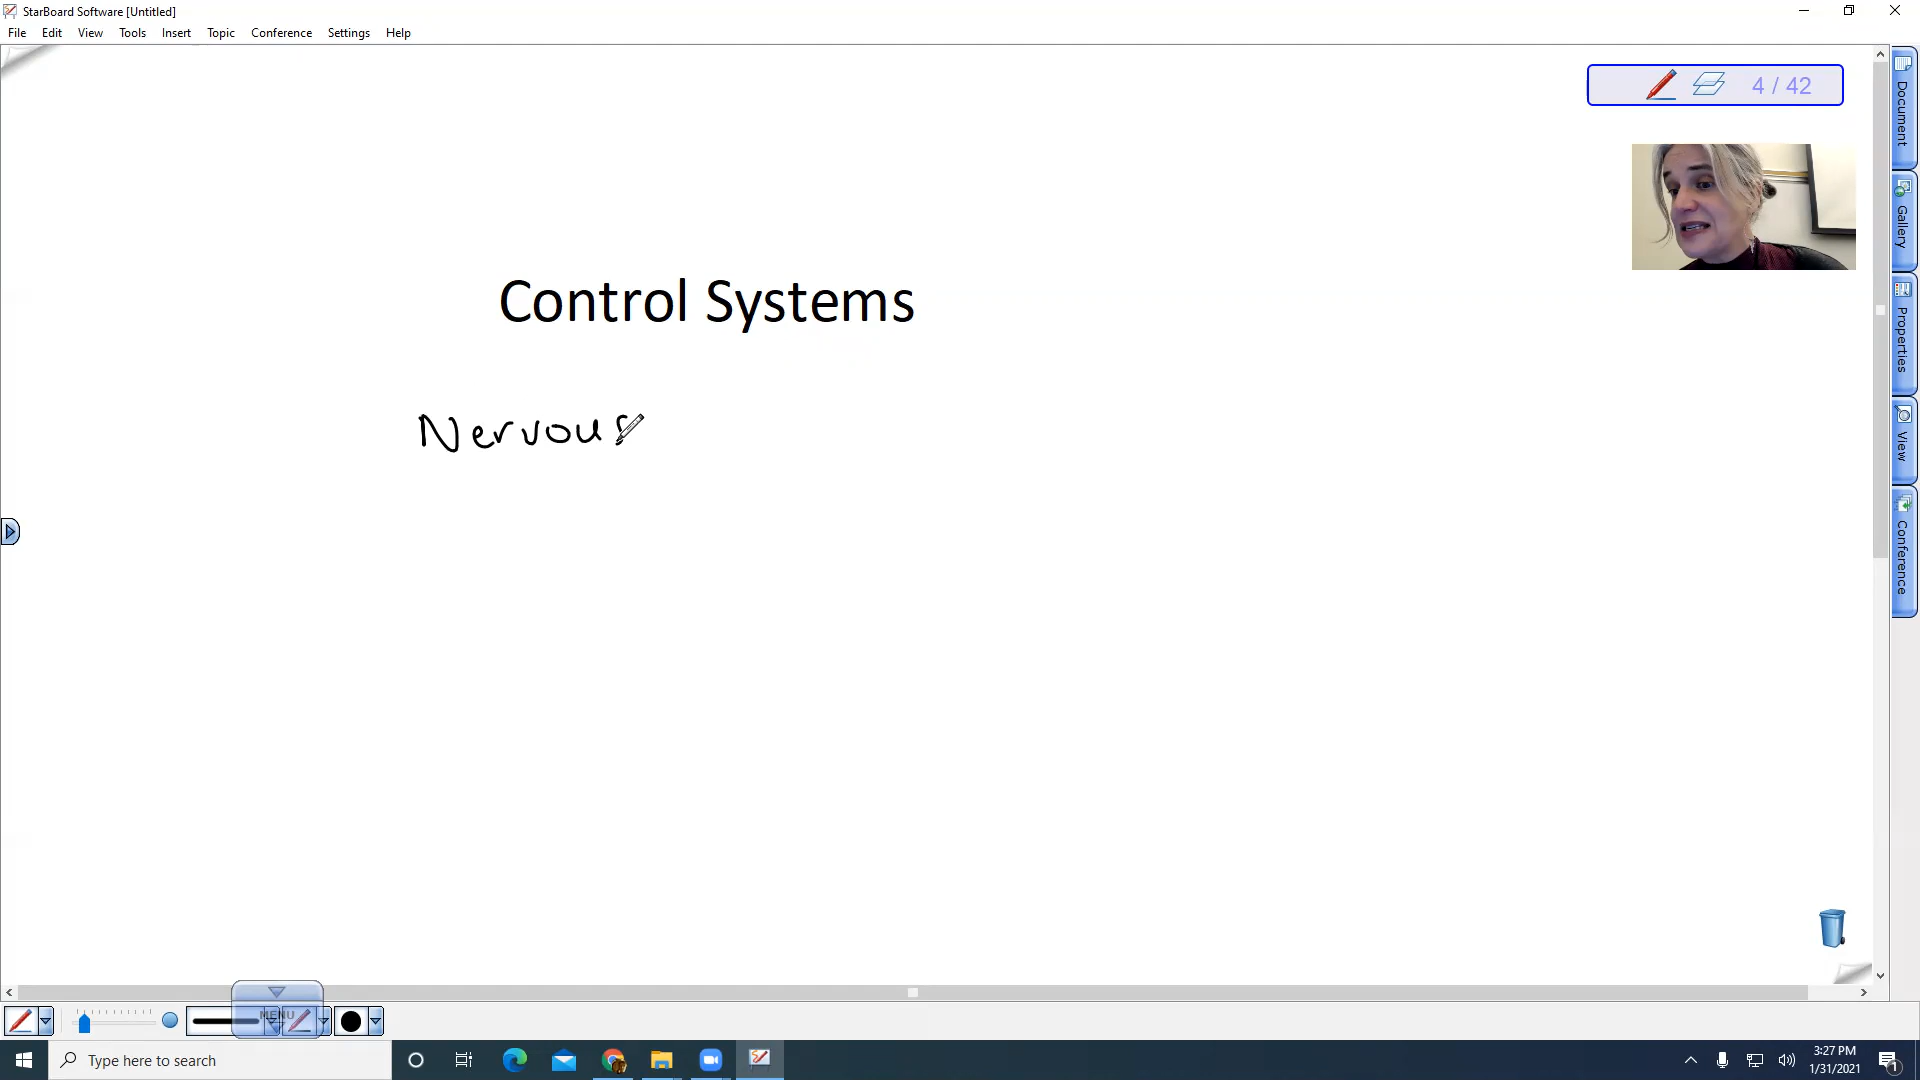 StarBoard Software [Untitled]
File Edit View Tools Insert Topic Conference Settings Help
4 / 42
Document
Gallery
Properties
View
Conference
Control Systems
Nervous
MENU
Type here to search
3:27 PM
1/31/2021
1